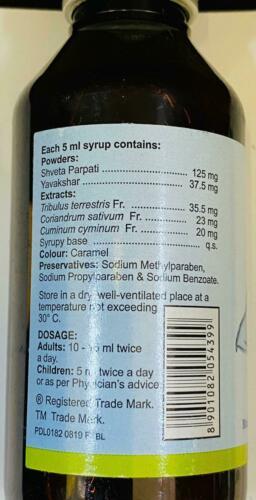 Each 5 ml syrup contains:
Powders:
Shveta Parpati ........................ 125 mg
Yavakshar ............................ 37.5 mg
Extracts:
Tribulus terrestris Fr. ................ 35.5 mg
Coriandrum sativum Fr. ............. 23 mg
Cuminum cyminum Fr. ............ 20 mg
Syrupy base ............................ q.s.
Colour: Caramel
Preservatives: Sodium Methylparaben,
Sodium Propylparaben & Sodium Benzoate.
Store in a dry well-ventilated place at a
temperature not exceeding
30° C.
DOSAGE:
Adults: 10 - ml twice
a day.
Children: 5 twice a day
or as per Physician's advice
® Registered Trade Mark.
TM Trade Mark.
PDL0182 0819 BL
8 901082 054399